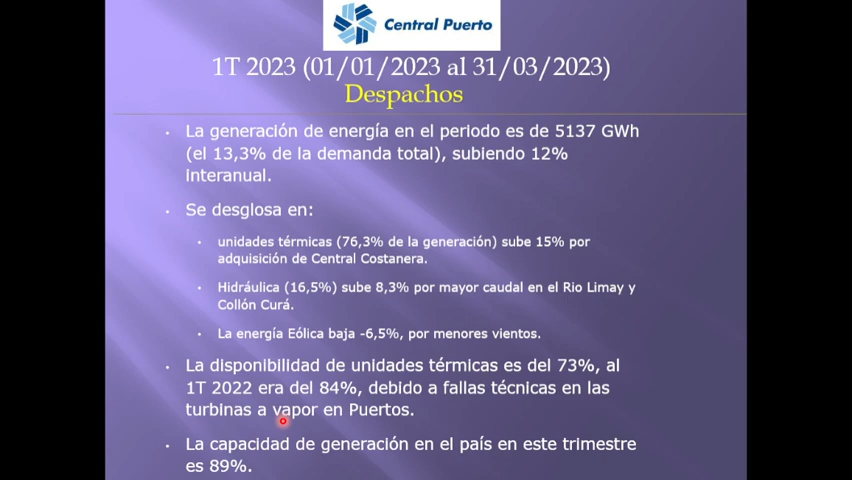 Central Puerto
1T 2023 (01/01/2023 al 31/03/2023)
Despachos
• La generación de energía en el periodo es de 5137 GWh
(el 13,3% de la demanda total), subiendo 12%
interanual.
• Se desglosa en:
• unidades térmicas (76,3% de la generación) sube 15% por
adquisición de Central Costanera.
• Hidráulica (16,5%) sube 8,3% por mayor caudal en el Rio Limay y
Collón Curá.
• La energía Eólica baja -6,5%, por menores vientos.
• La disponibilidad de unidades térmicas es del 73%, al
1T 2022 era del 84%, debido a fallas técnicas en las
turbinas a vapor en Puertos.
• La capacidad de generación en el país en este trimestre
es 89%.